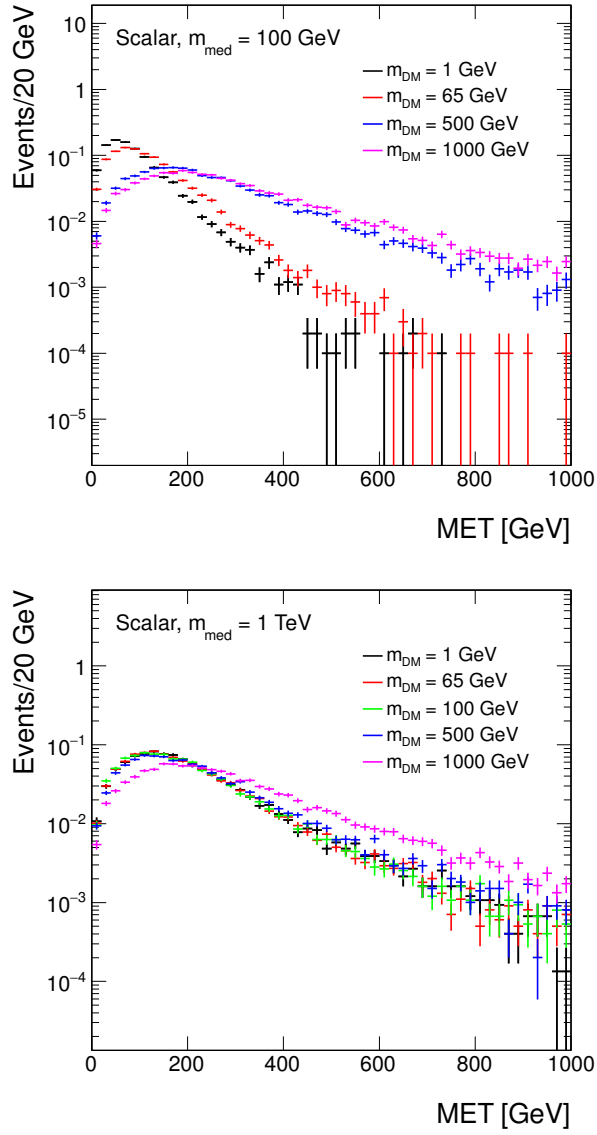 Events/20 GeV
Scalar, m_med = 100 GeV
m_DM = 1 GeV
m_DM = 65 GeV
m_DM = 500 GeV
m_DM = 1000 GeV
10
1
10⁻¹
10⁻²
10⁻³
10⁻⁴
10⁻⁵
0 200 400 600 800 1000
MET [GeV]
Events/20 GeV
Scalar, m_med = 1 TeV
m_DM = 1 GeV
m_DM = 65 GeV
m_DM = 100 GeV
m_DM = 500 GeV
m_DM = 1000 GeV
1
10⁻¹
10⁻²
10⁻³
10⁻⁴
0 200 400 600 800 1000
MET [GeV]